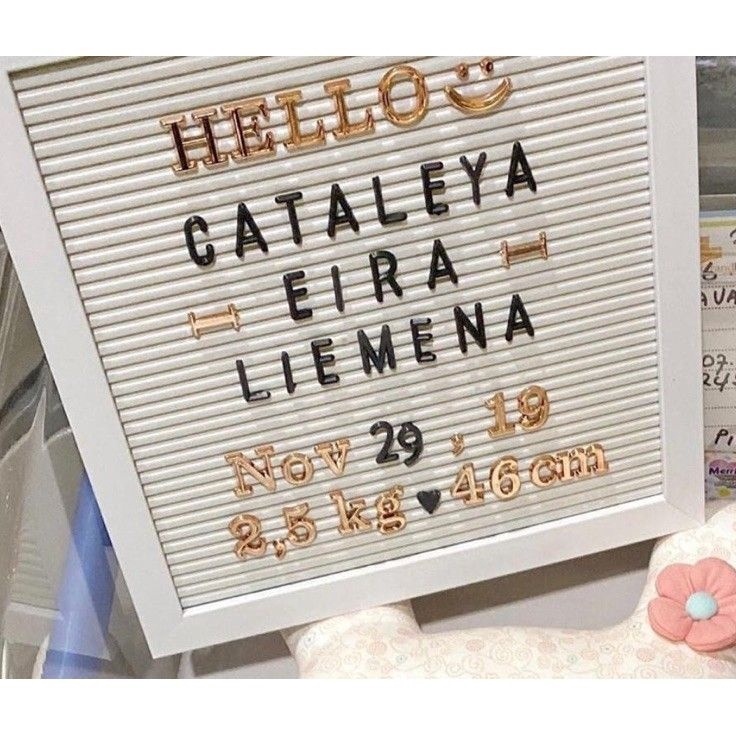 HELLO
CATALEYA
EIRA
LIEMENA
Nov 29, 19
2,5 kg ♥ 46 cm